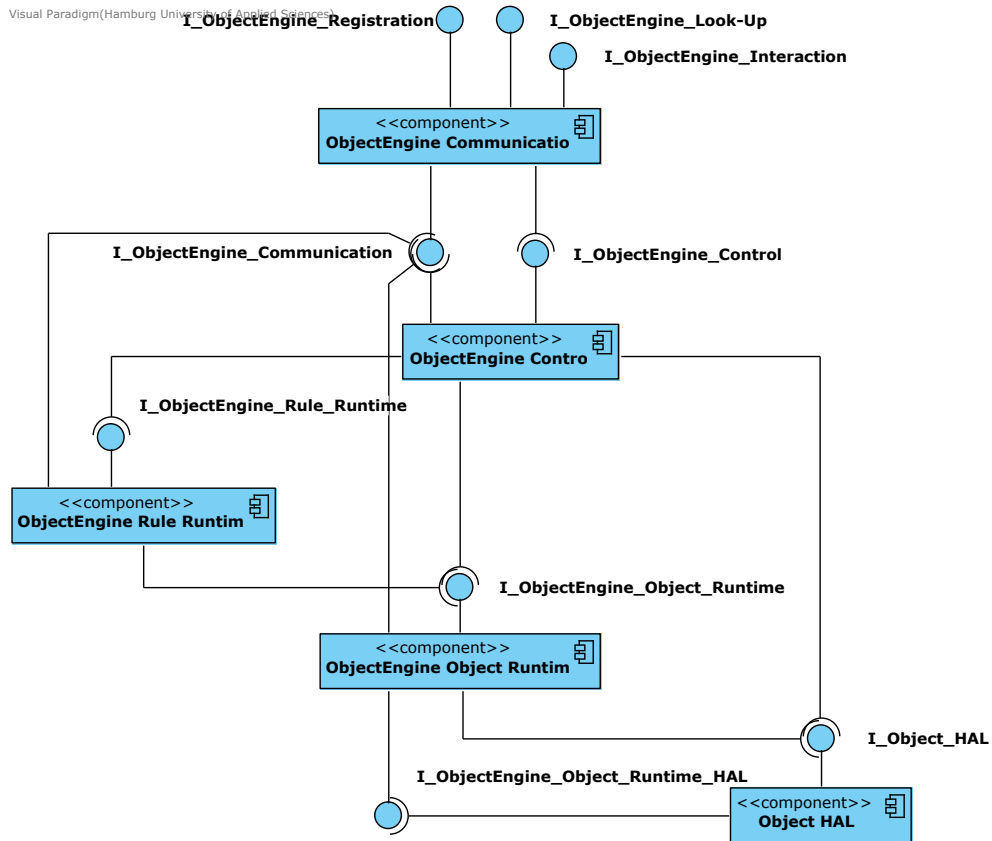 Visual Paradigm(Hamburg University of Applied Sciences)
I_ObjectEngine_Registration
I_ObjectEngine_Look-Up
I_ObjectEngine_Interaction
<<component>>
ObjectEngine Communicatio
I_ObjectEngine_Communication
I_ObjectEngine_Control
<<component>>
ObjectEngine Contro
I_ObjectEngine_Rule_Runtime
<<component>>
ObjectEngine Rule Runtim
I_ObjectEngine_Object_Runtime
<<component>>
ObjectEngine Object Runtim
I_Object_HAL
I_ObjectEngine_Object_Runtime_HAL
<<component>>
Object HAL